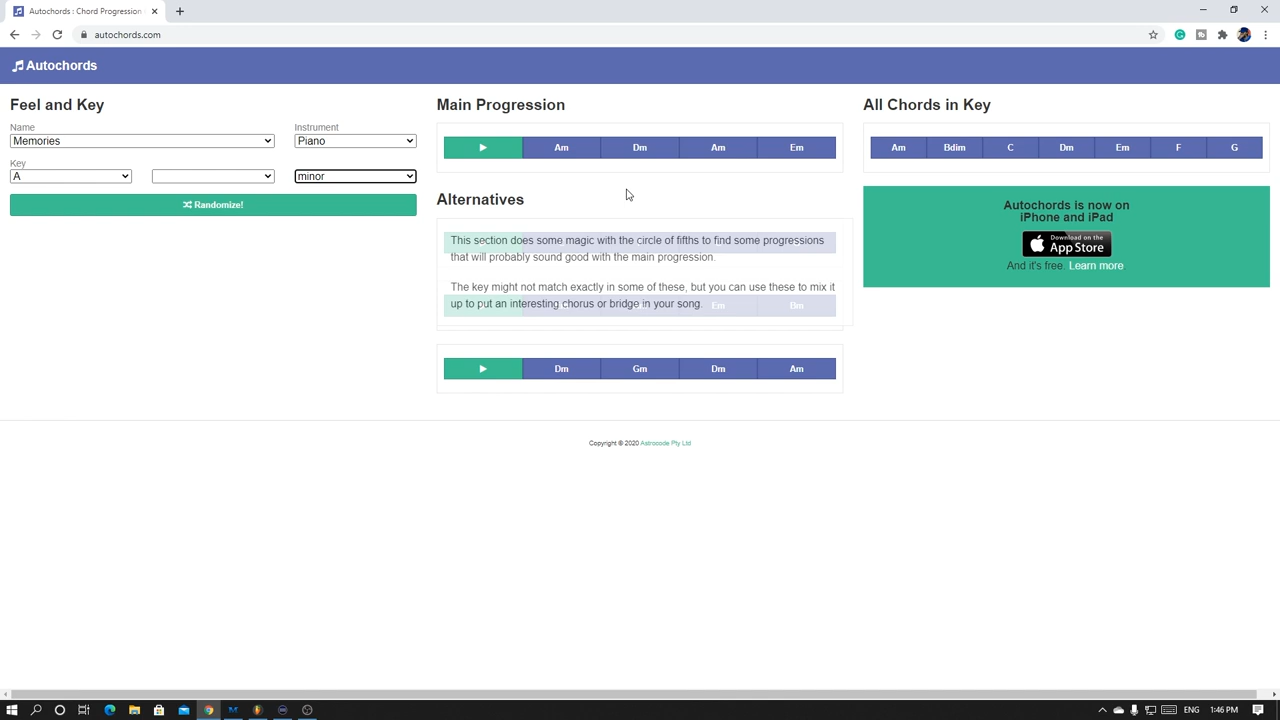 Autochords : Chord Progression
autochords.com
Autochords
Feel and Key
Name
Instrument
Memories
Piano
Key
A
minor
Randomize!
Main Progression
Am Dm Am Em
Alternatives
This section does some magic with the circle of fifths to find some progressions
that will probably sound good with the main progression.
The key might not match exactly in some of these, but you can use these to mix it
up to put an interesting chorus or bridge in your song.
Em Bm
Dm Gm Dm Am
All Chords in Key
Am Bdim C Dm Em F G
Autochords is now on
iPhone and iPad
Download on the
App Store
And it's free. Learn more
Copyright © 2020 Astrocode Pty Ltd
ENG 1:46 PM